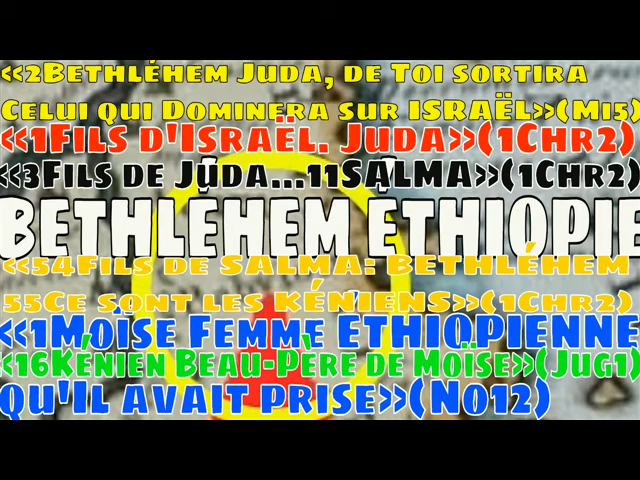 «2Bethléhem Juda, de Toi sortira
Celui qui Dominera sur ISRAËL»(Mi5)
«1Fils d'Israël. Juda»(1Chr2)
«3Fils de Juda...11SALMA»(1Chr2)
BETHLÉHEM ÉTHIOPIE
«54Fils de SALMA: BETHLÉHEM
55Ce sont les KÉNIENS»(1Chr2)
«1Moïse Femme ÉTHIOPIENNE
«16Kénien Beau-Père de Moïse»(Jug1)
Qu'Il avait prise»(No12)